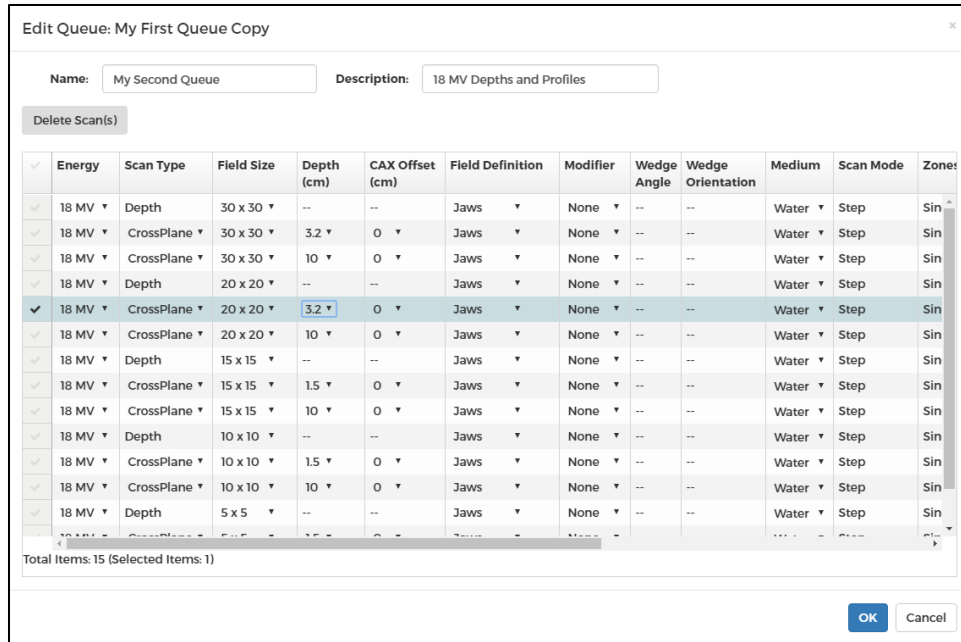 Edit Queue: My First Queue Copy
Name: My Second Queue Description: 18 MV Depths and Profiles
Delete Scan(s)
Energy Scan Type Field Size Depth (cm) CAX Offset (cm) Field Definition Modifier Wedge Angle Wedge Orientation Medium Scan Mode Zones
18 MV Depth 30 x 30 -- -- Jaws None -- -- Water Step Sin
18 MV CrossPlane 30 x 30 3.2 0 Jaws None -- -- Water Step Sin
18 MV CrossPlane 30 x 30 10 0 Jaws None -- -- Water Step Sin
18 MV Depth 20 x 20 -- -- Jaws None -- -- Water Step Sin
18 MV CrossPlane 20 x 20 3.2 0 Jaws None -- -- Water Step Sin
18 MV CrossPlane 20 x 20 10 0 Jaws None -- -- Water Step Sin
18 MV Depth 15 x 15 -- -- Jaws None -- -- Water Step Sin
18 MV CrossPlane 15 x 15 1.5 0 Jaws None -- -- Water Step Sin
18 MV CrossPlane 15 x 15 10 0 Jaws None -- -- Water Step Sin
18 MV Depth 10 x 10 -- -- Jaws None -- -- Water Step Sin
18 MV CrossPlane 10 x 10 1.5 0 Jaws None -- -- Water Step Sin
18 MV CrossPlane 10 x 10 10 0 Jaws None -- -- Water Step Sin
18 MV Depth 5 x 5 -- -- Jaws None -- -- Water Step Sin
Total Items: 15 (Selected Items: 1)
OK Cancel